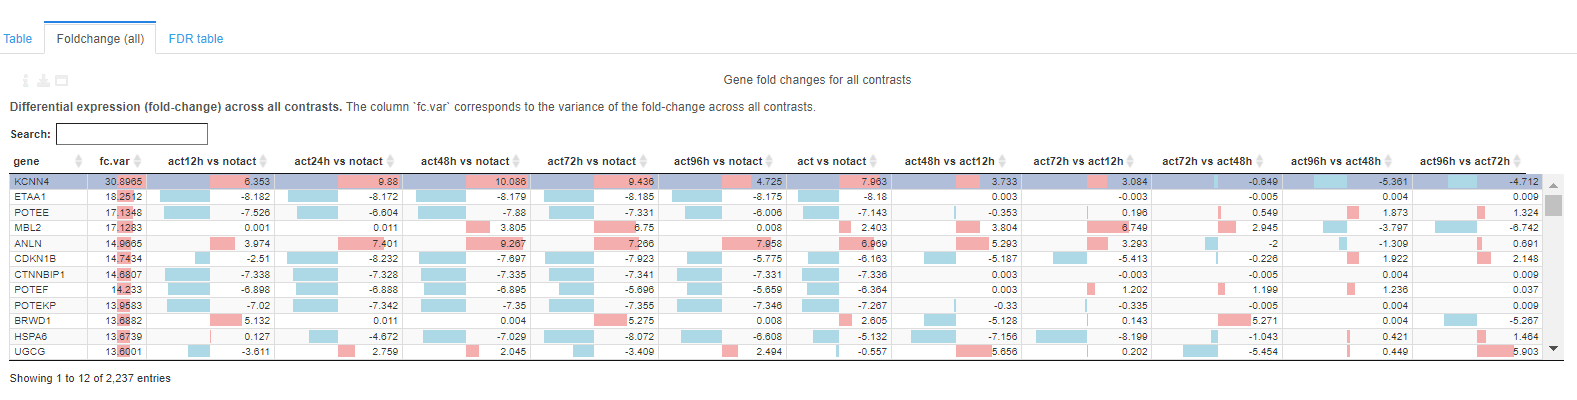 Table Foldchange (all) FDR table
Gene fold changes for all contrasts
Differential expression (fold-change) across all contrasts. The column `fc.var` corresponds to the variance of the fold-change across all contrasts.
Search:
gene fc.var act12h vs notact act24h vs notact act48h vs notact act72h vs notact act96h vs notact act vs notact act48h vs act12h act72h vs act12h act72h vs act48h act96h vs act48h act96h vs act72h
KCNN4 30.8965 6.353 9.88 10.086 9.436 4.725 7.963 3.733 3.084 -0.649 -5.361 -4.712
ETAA1 18.2512 -8.182 -8.172 -8.179 -8.185 -8.175 -8.18 0.003 -0.003 -0.005 0.004 0.009
POTEE 17.1348 -7.526 -6.604 -7.88 -7.331 -6.006 -7.143 -0.353 0.196 0.549 1.873 1.324
MBL2 17.1283 0.001 0.011 3.805 6.75 0.008 2.403 3.804 6.749 2.945 -3.797 -6.742
ANLN 14.9665 3.974 7.401 9.267 7.266 7.958 6.969 5.293 3.293 -2 -1.309 0.691
CDKN1B 14.7434 -2.51 -8.232 -7.697 -7.923 -5.775 -6.163 -5.187 -5.413 -0.226 1.922 2.148
CTNNBIP1 14.6807 -7.338 -7.328 -7.335 -7.341 -7.331 -7.336 0.003 -0.003 -0.005 0.004 0.009
POTEF 14.233 -6.898 -6.888 -6.895 -5.696 -5.659 -6.364 0.003 1.202 1.199 1.236 0.037
POTEKP 13.9583 -7.02 -7.342 -7.35 -7.355 -7.346 -7.267 -0.33 -0.335 -0.005 0.004 0.009
BRWD1 13.6882 5.132 0.011 0.004 5.275 0.008 2.605 -5.128 0.143 5.271 0.004 -5.267
HSPA6 13.6739 0.127 -4.672 -7.029 -8.072 -6.608 -5.132 -7.156 -8.199 -1.043 0.421 1.464
UGCG 13.6001 -3.611 2.759 2.045 -3.409 2.494 -0.557 5.656 0.202 -5.454 0.449 5.903
Showing 1 to 12 of 2,237 entries